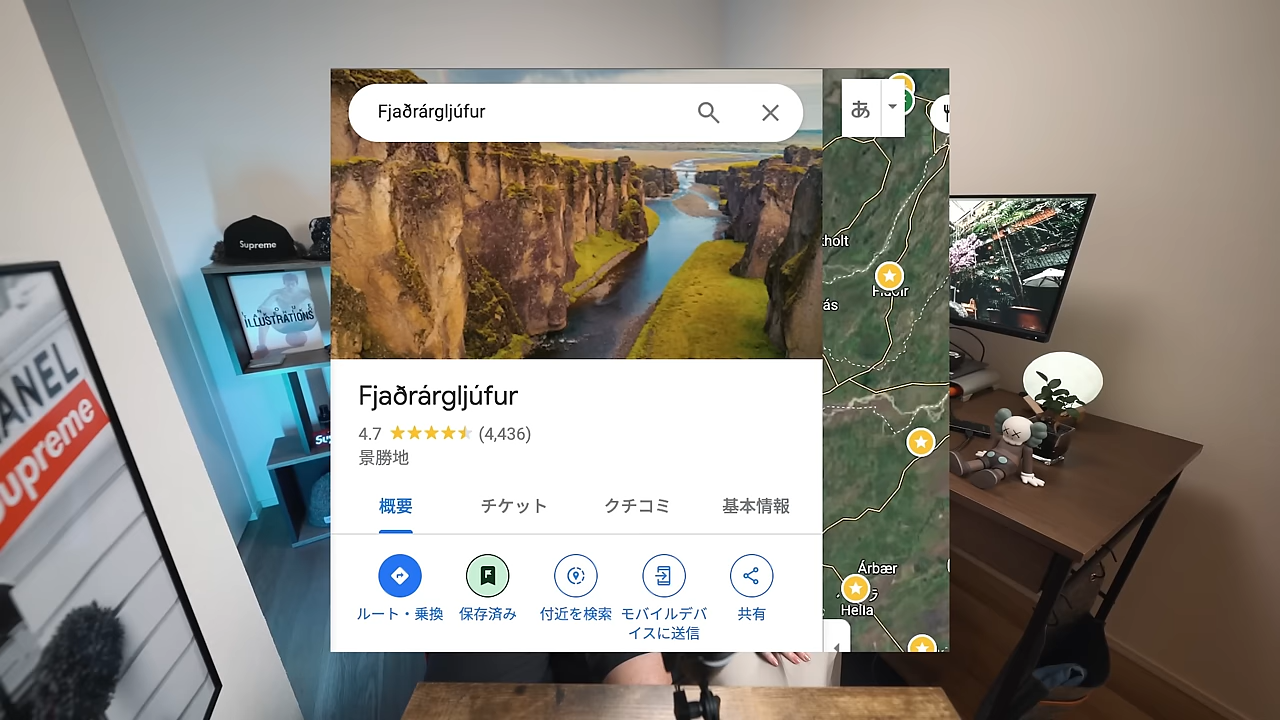 Fjaðrárgljúfur
あ
Supreme
ILLUSTRATIONS
ANEL
Supreme
Fjaðrárgljúfur
4.7
(4,436)
景勝地
概要
チケット
クチコミ
基本情報
ルート・乗換
保存済み
付近を検索
モバイルデバ
イスに送信
共有
holt
ás
Árbær
Hella